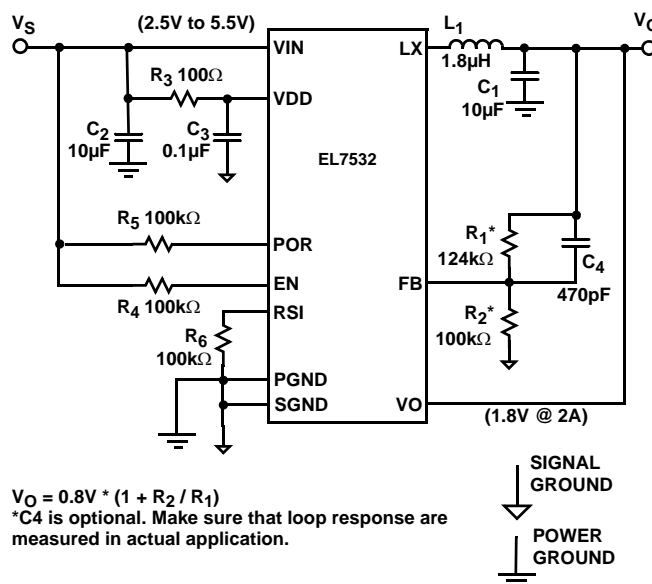 VS (2.5V to 5.5V) VO
VIN LX L1
1.8µH
R3 100Ω
VDD
C1
10µF
C2
10µF
C3
0.1µF
EL7532
R5 100kΩ
POR
R1*
124kΩ
C4
470pF
EN
R4 100kΩ
FB
RSI
R2*
100kΩ
R6
100kΩ
PGND
SGND
VO
(1.8V @ 2A)
VO = 0.8V * (1 + R2 / R1)
*C4 is optional. Make sure that loop response are
measured in actual application.
SIGNAL
GROUND
POWER
GROUND